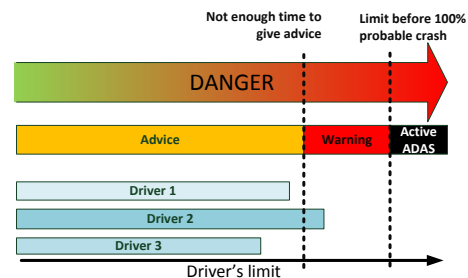 Not enough time to
give advice
Limit before 100%
probable crash
DANGER
Advice
Warning
Active
ADAS
Driver 1
Driver 2
Driver 3
Driver's limit